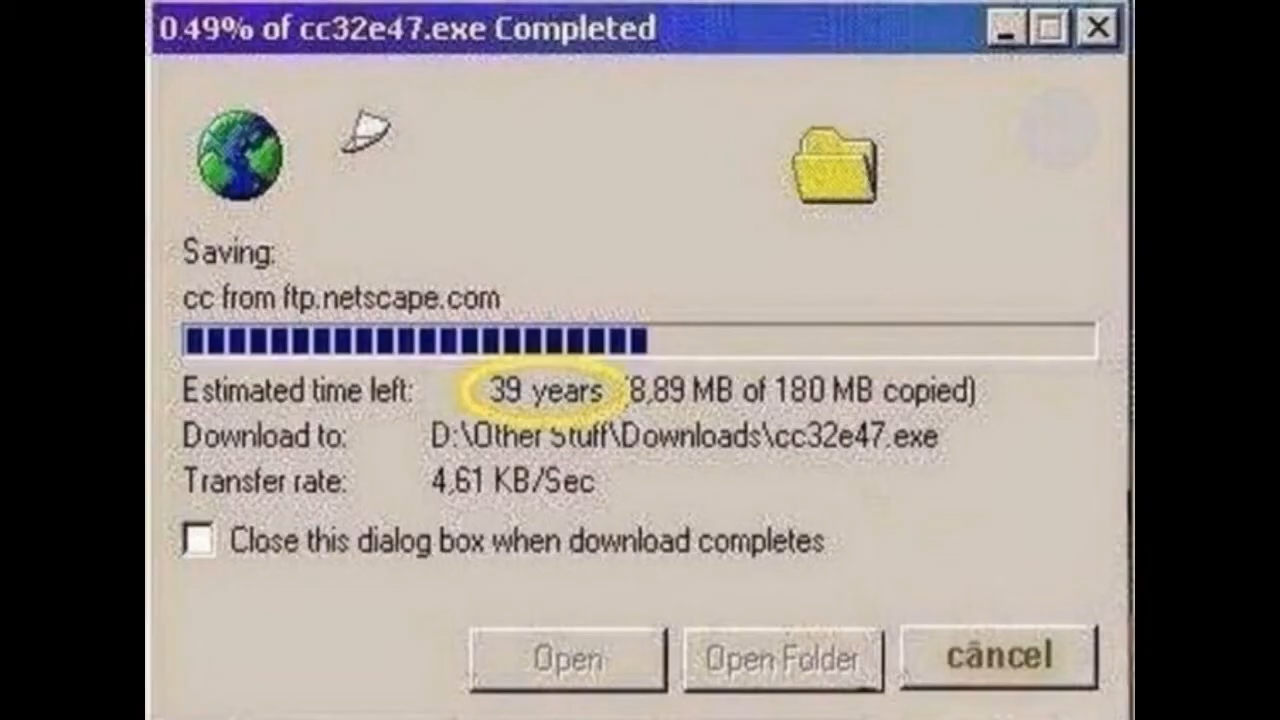 0.49% of cc32e47.exe Completed
Saving:
cc from ftp.netscape.com
Estimated time left: 39 years (8,89 MB of 180 MB copied)
Download to: D:\Other Stuff\Downloads\cc32e47.exe
Transfer rate: 4,61 KB/Sec
Close this dialog box when download completes
Open Open Folder câncel